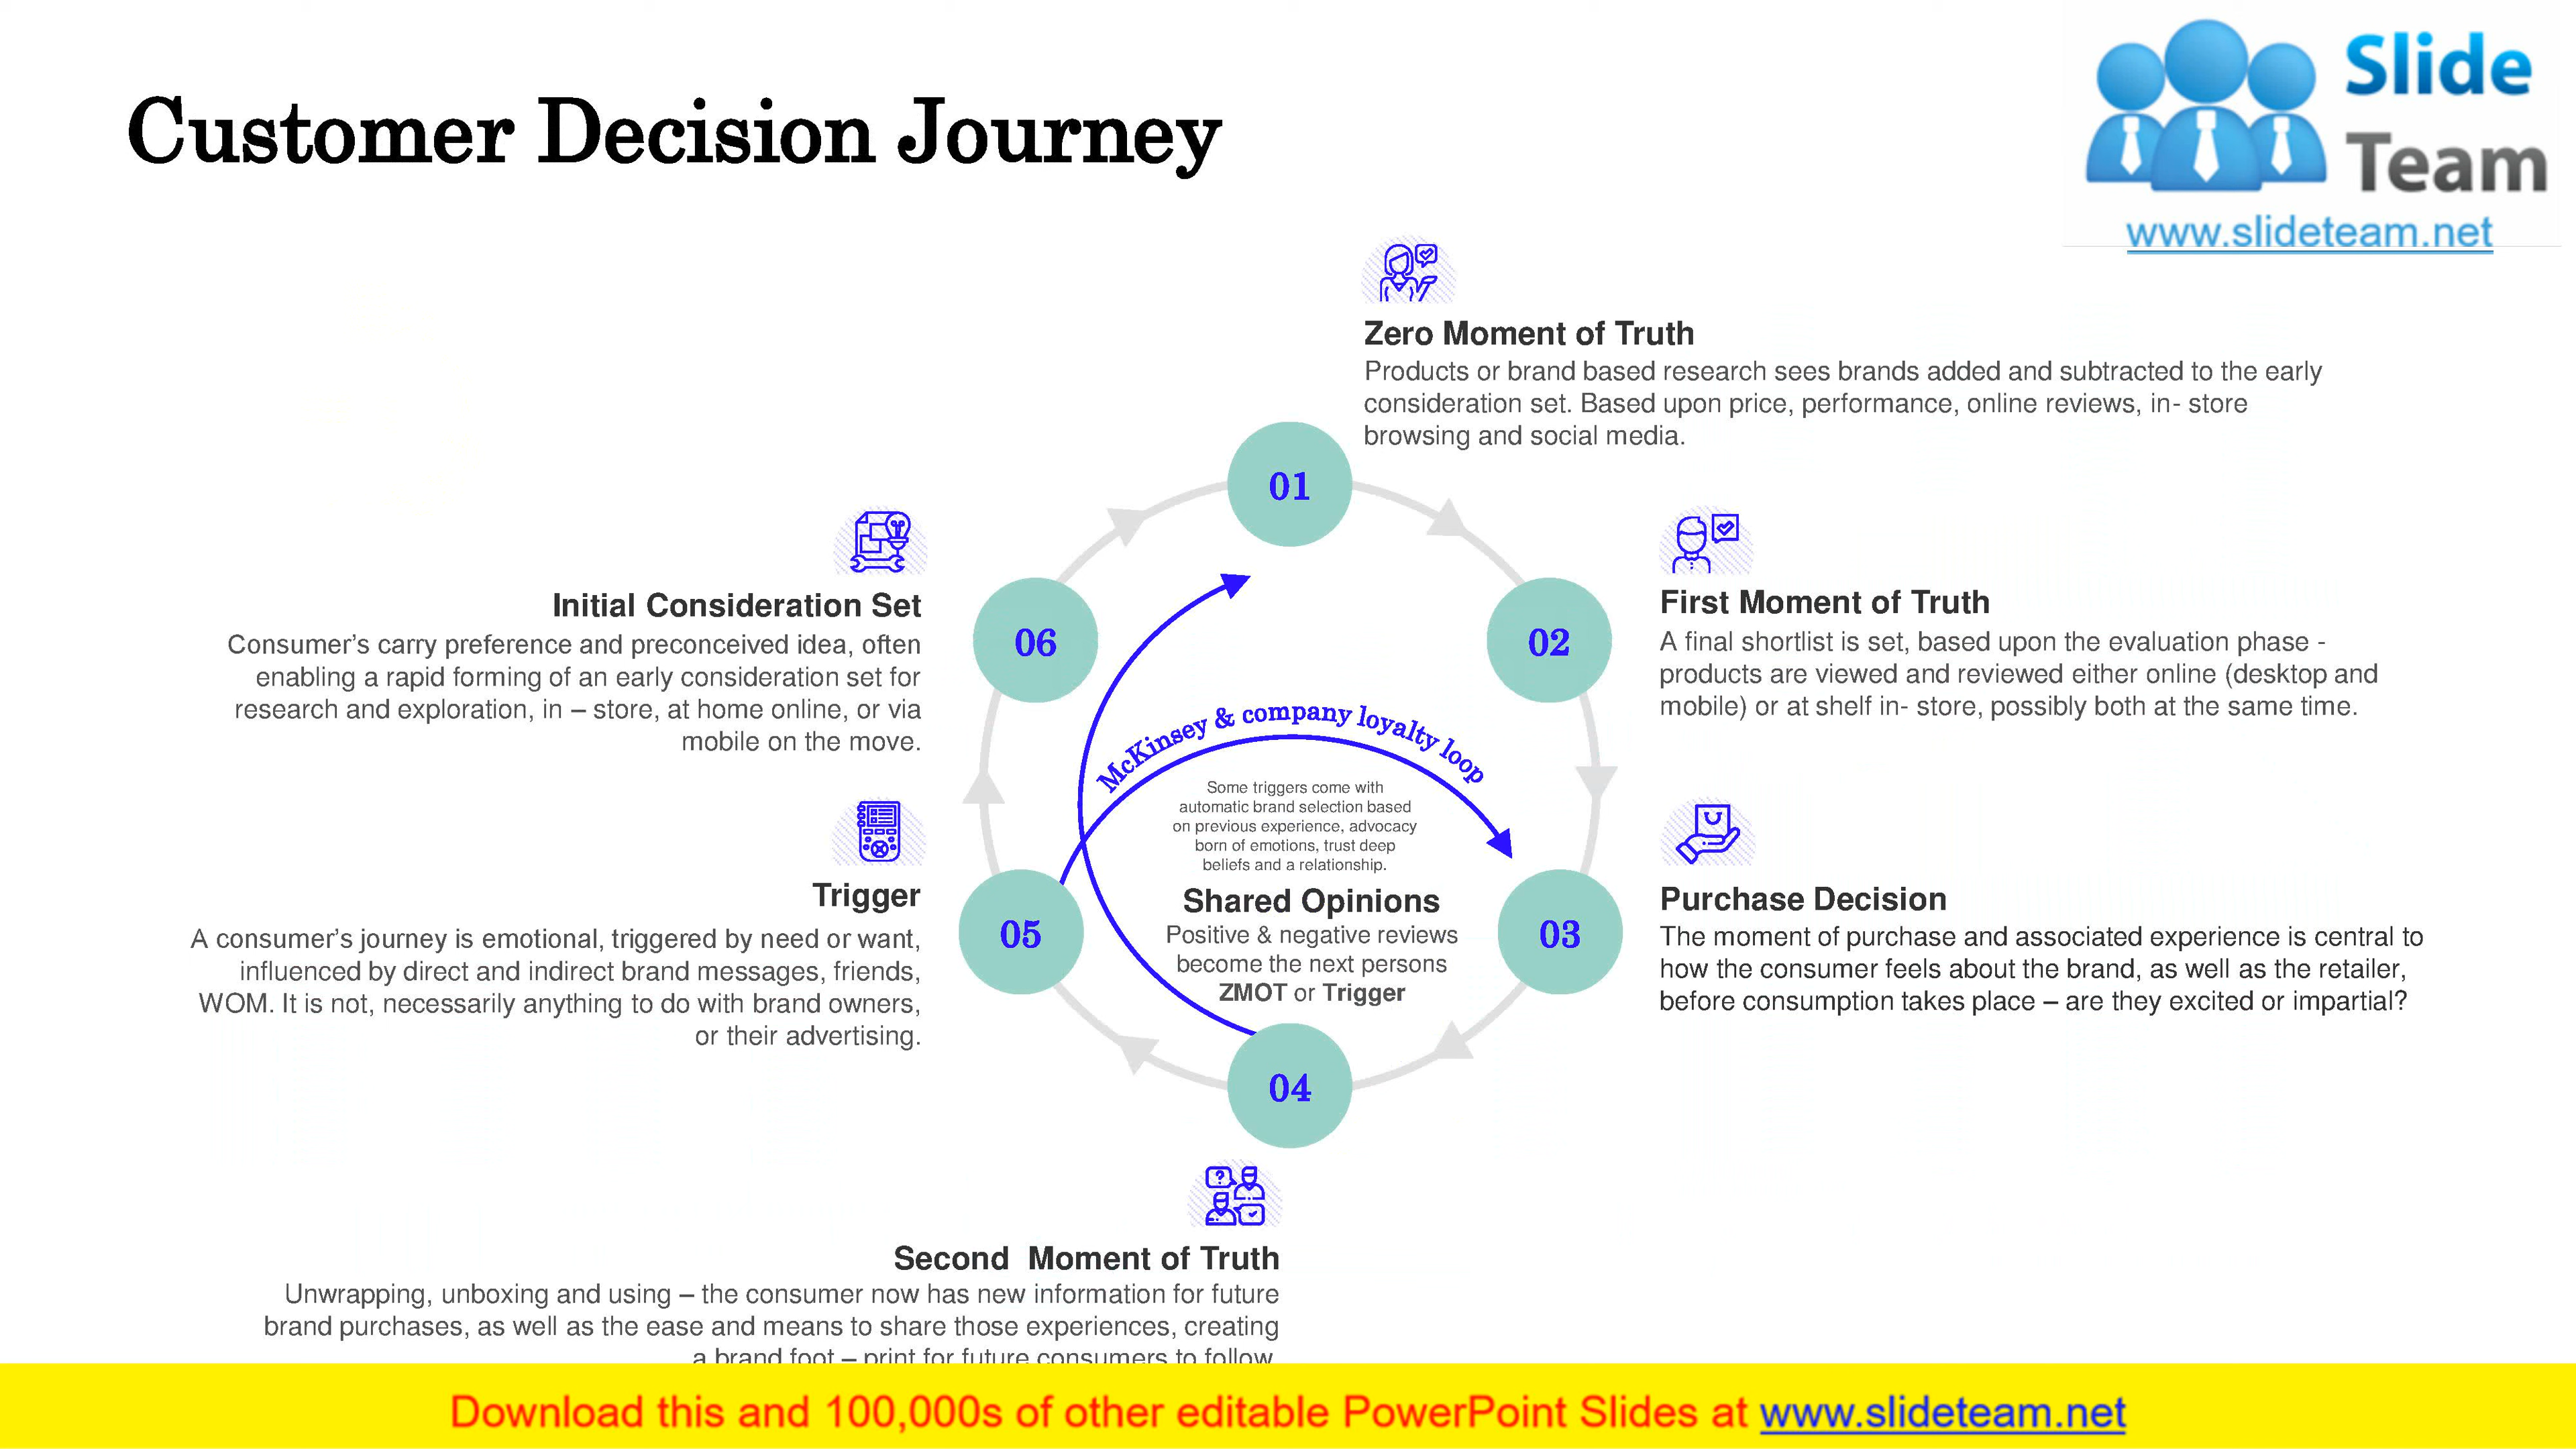 Customer Decision Journey
Slide
Team
www.slideteam.net
Zero Moment of Truth
Products or brand based research sees brands added and subtracted to the early
consideration set. Based upon price, performance, online reviews, in- store
browsing and social media.
01
First Moment of Truth
A final shortlist is set, based upon the evaluation phase -
products are viewed and reviewed either online (desktop and
mobile) or at shelf in- store, possibly both at the same time.
02
Purchase Decision
The moment of purchase and associated experience is central to
how the consumer feels about the brand, as well as the retailer,
before consumption takes place – are they excited or impartial?
03
04
Second Moment of Truth
Unwrapping, unboxing and using – the consumer now has new information for future
brand purchases, as well as the ease and means to share those experiences, creating
a brand foot – print for future consumers to follow.
05
Trigger
A consumer’s journey is emotional, triggered by need or want,
influenced by direct and indirect brand messages, friends,
WOM. It is not, necessarily anything to do with brand owners,
or their advertising.
06
Initial Consideration Set
Consumer’s carry preference and preconceived idea, often
enabling a rapid forming of an early consideration set for
research and exploration, in – store, at home online, or via
mobile on the move.
McKinsey & company loyalty loop
Some triggers come with
automatic brand selection based
on previous experience, advocacy
born of emotions, trust deep
beliefs and a relationship.
Shared Opinions
Positive & negative reviews
become the next persons
ZMOT or Trigger
Download this and 100,000s of other editable PowerPoint Slides at www.slideteam.net